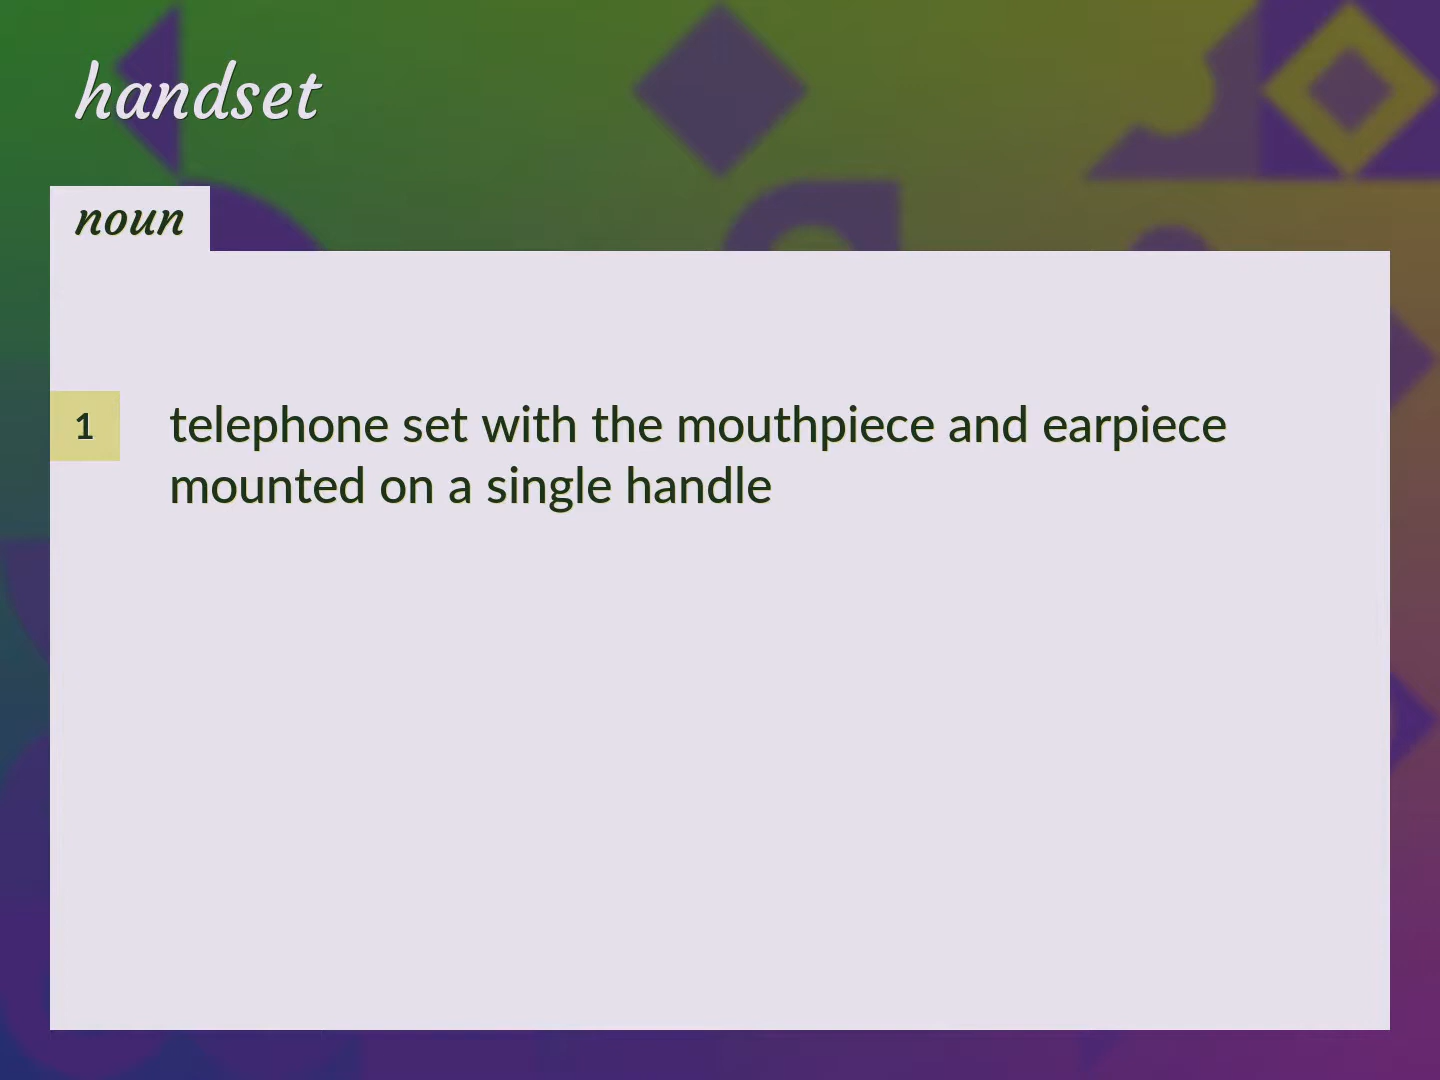 handset
noun
1
telephone set with the mouthpiece and earpiece
mounted on a single handle